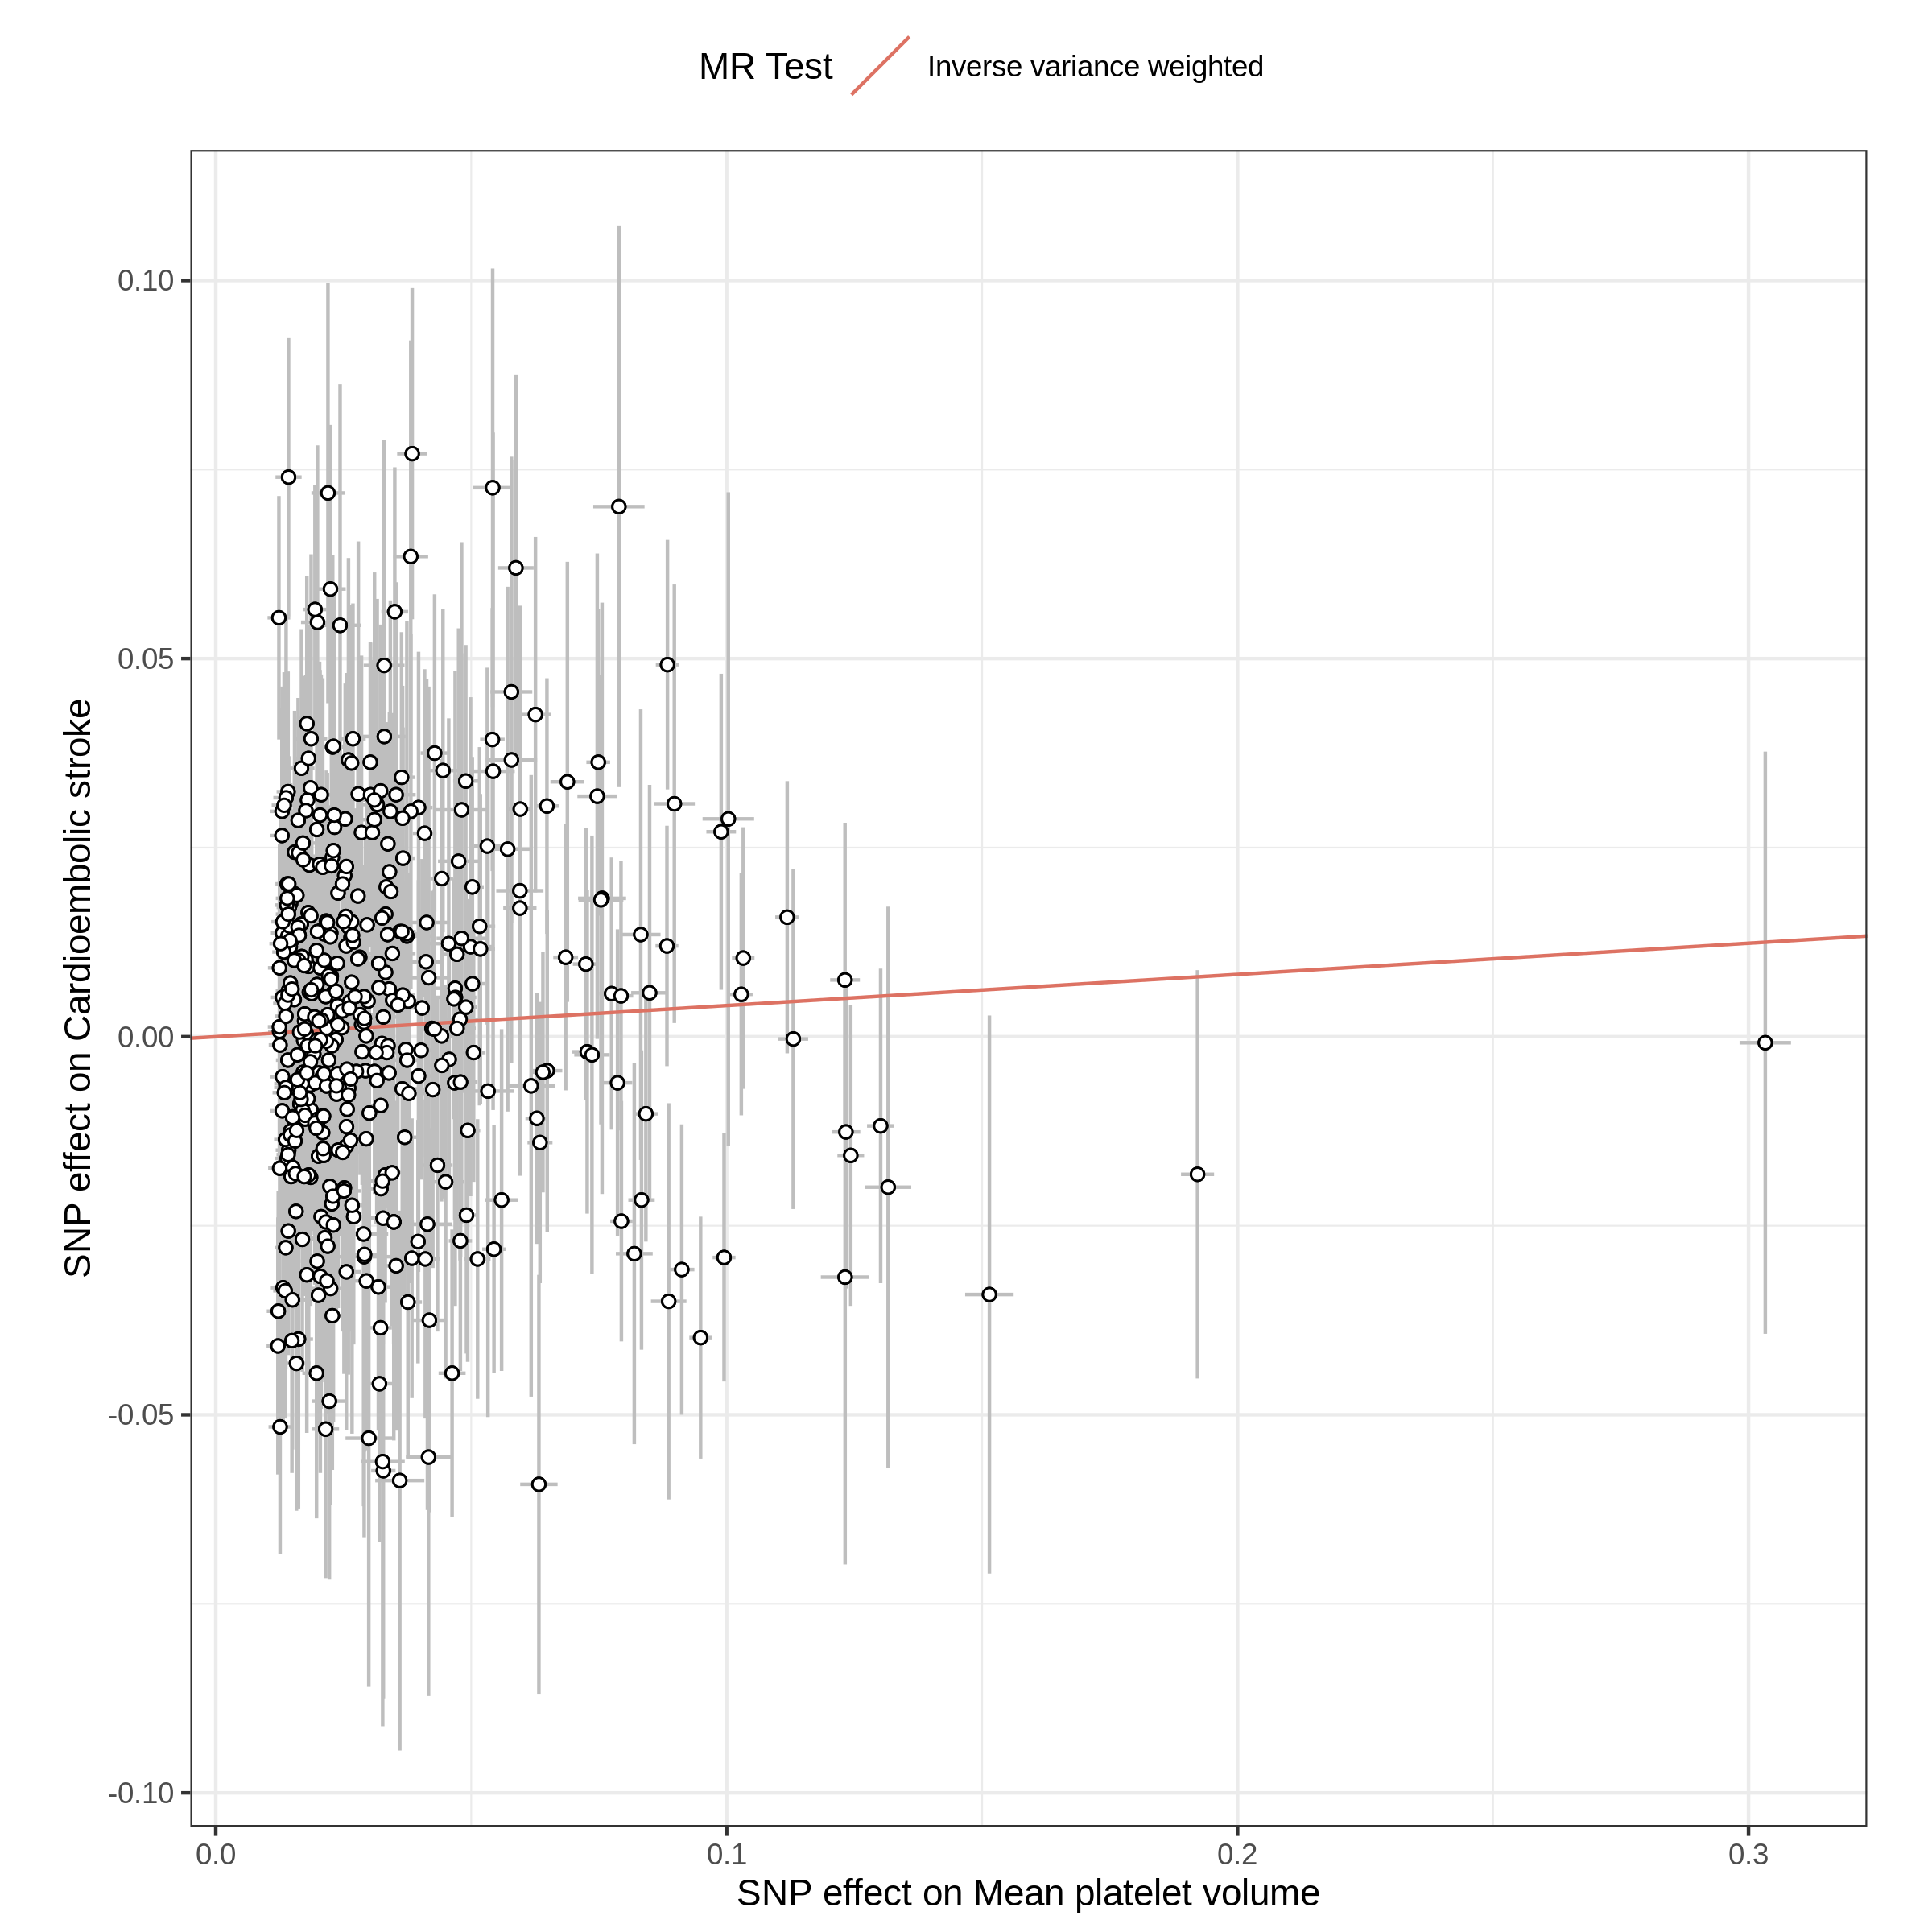 MR Test Inverse variance weighted
0.10
0.05
0.00
-0.05
-0.10
SNP effect on Cardioembolic stroke
0.0 0.1 0.2 0.3
SNP effect on Mean platelet volume